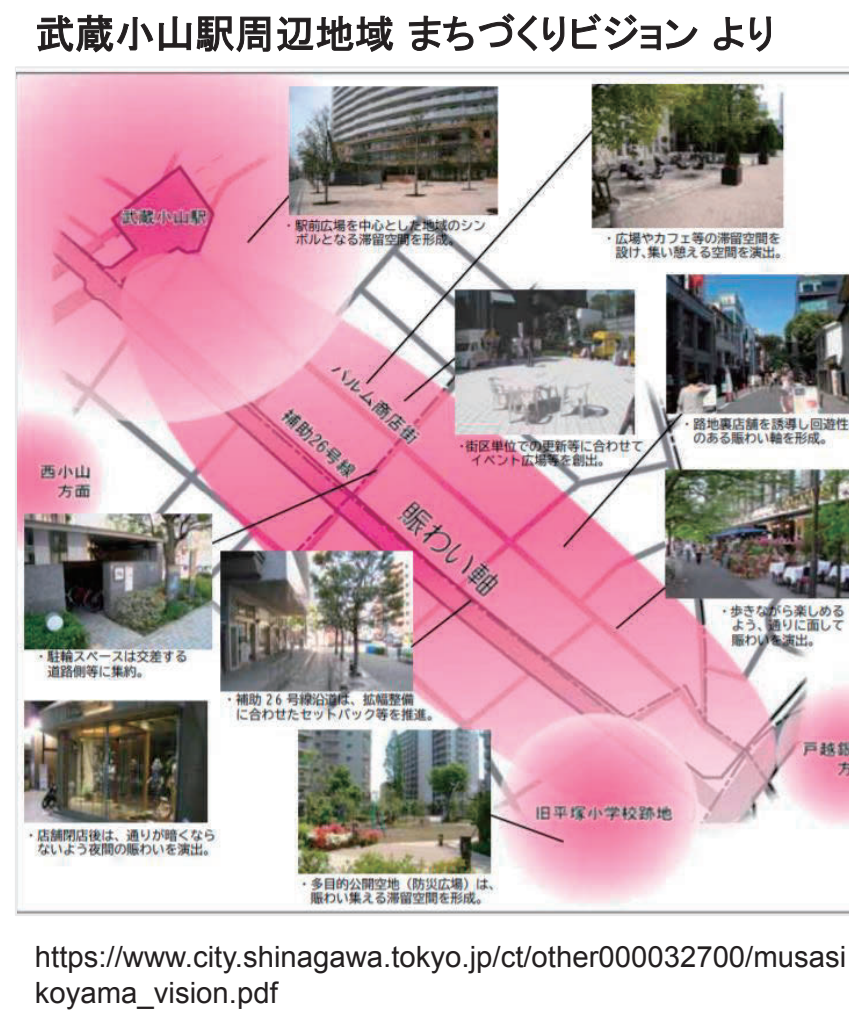 武蔵小山駅周辺地域 まちづくりビジョン より
武蔵小山駅
・駅前広場を中心とした地域のシン
ボルとなる滞留空間を形成。
・広場やカフェ等の滞留空間を
設け、集い憩える空間を演出。
パルム商店街
補助26号線
・街区単位での更新等に合わせて
イベント広場等を創出。
・路地裏店舗を誘導し回遊性
のある賑わい軸を形成。
西小山
方面
賑わい軸
・駐輪スペースは交差する
道路側等に集約。
・補助26号線沿道は、拡幅整備
に合わせたセットバック等を推進。
・歩きながら楽しめる
よう、通りに面して
賑わいを演出。
戸越銀
方
旧平塚小学校跡地
・店舗閉店後は、通りが暗くなら
ないよう夜間の賑わいを演出。
・多目的公開空地（防災広場）は、
賑わい集える滞留空間を形成。
https://www.city.shinagawa.tokyo.jp/ct/other000032700/musasi
koyama_vision.pdf